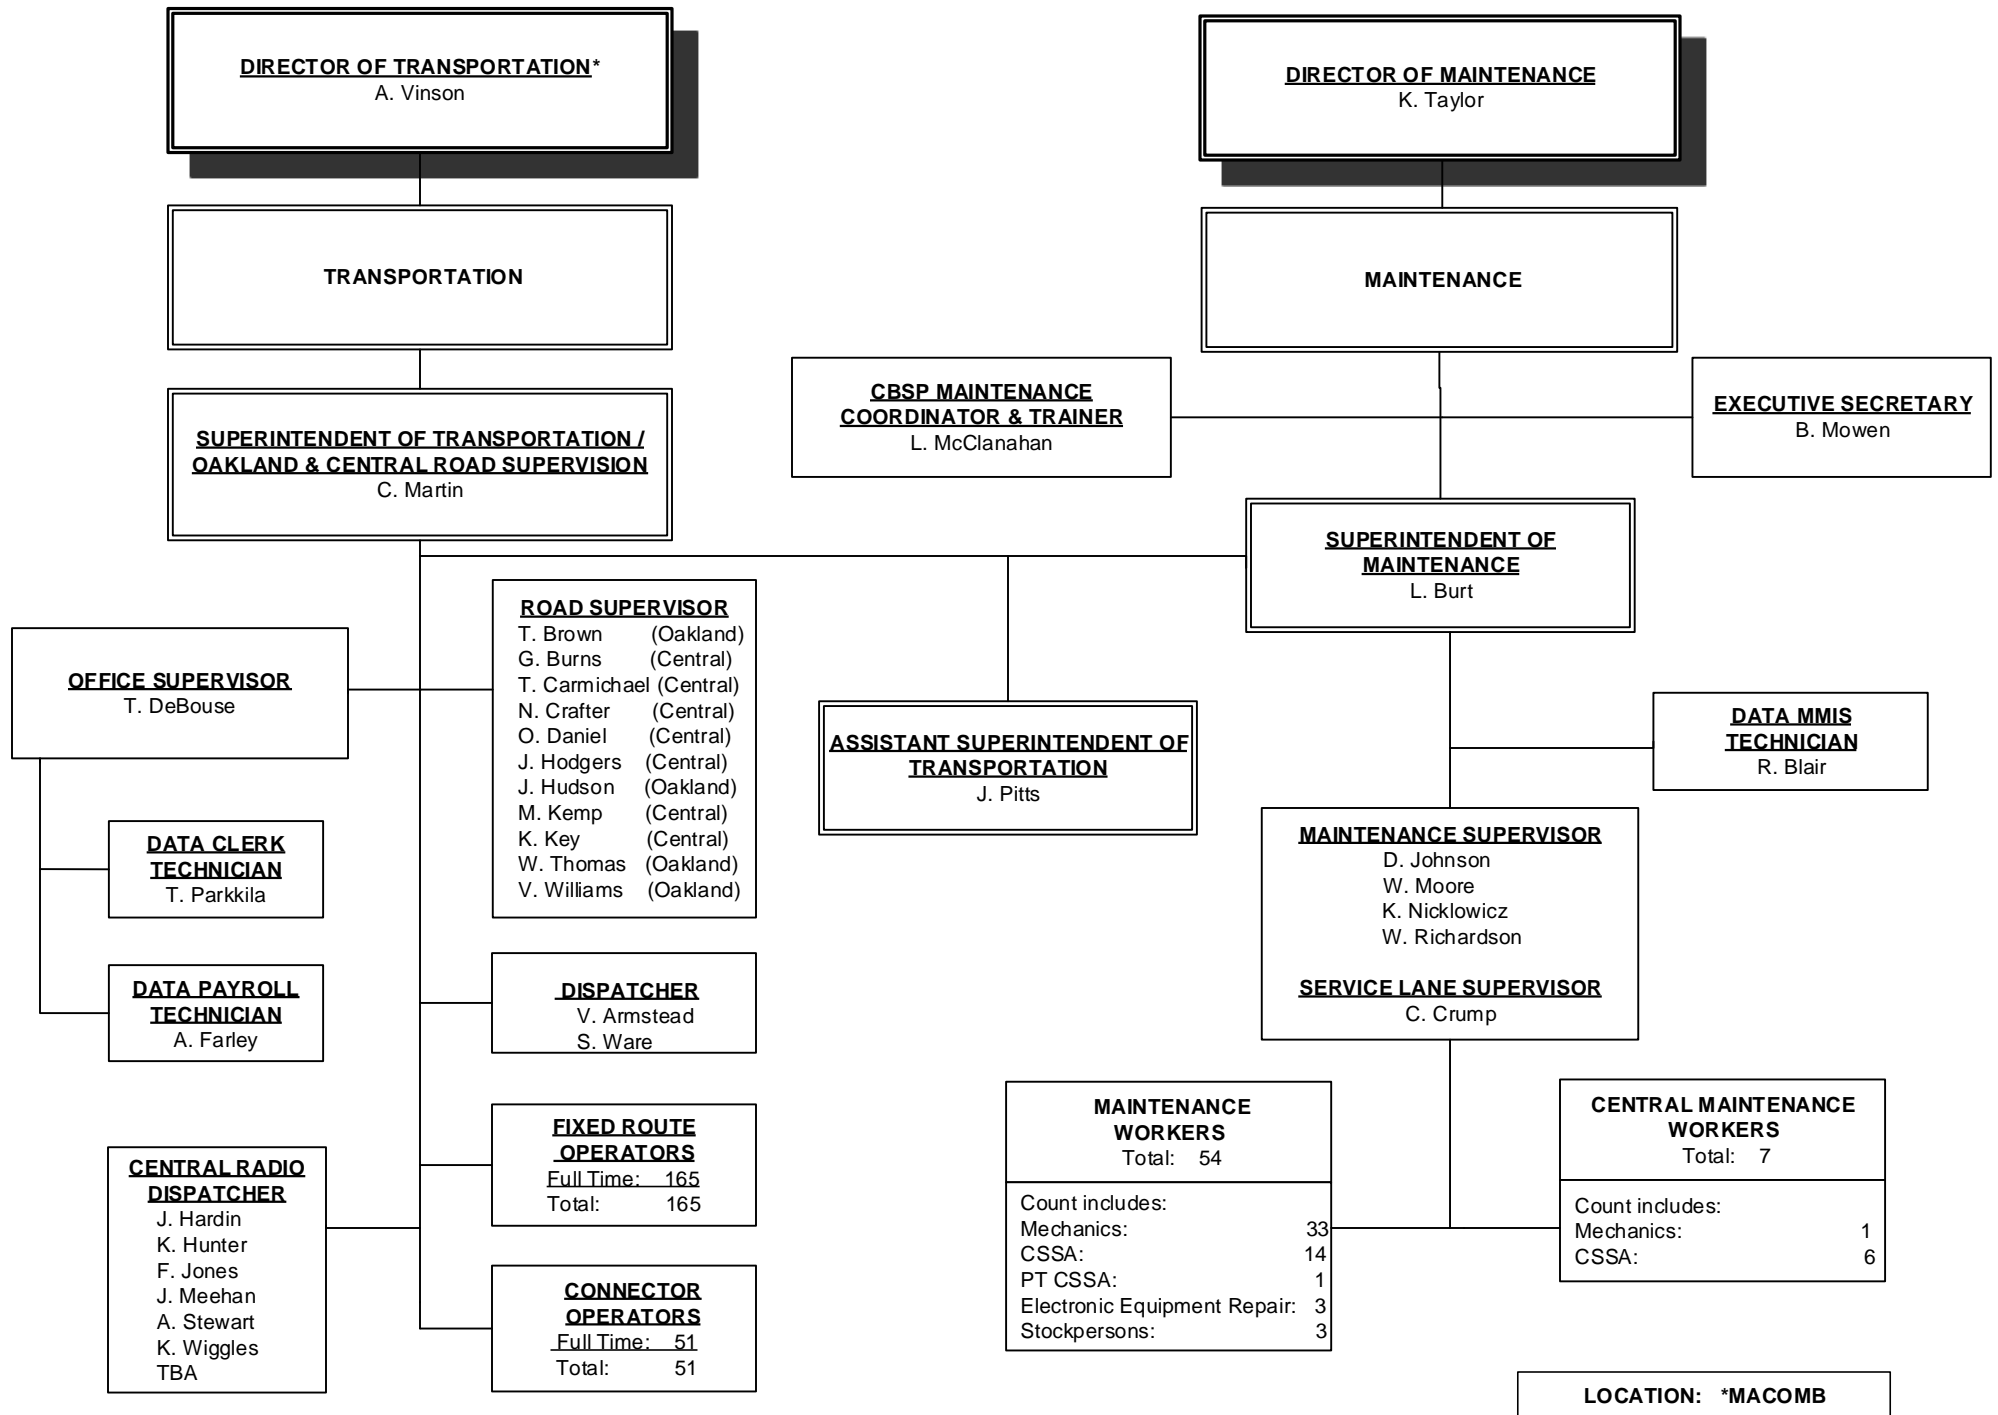 DIRECTOR OF TRANSPORTATION*
A. Vinson
DIRECTOR OF MAINTENANCE
K. Taylor
TRANSPORTATION
MAINTENANCE
SUPERINTENDENT OF TRANSPORTATION /
OAKLAND & CENTRAL ROAD SUPERVISION
C. Martin
CBSP MAINTENANCE
COORDINATOR & TRAINER
L. McClanahan
EXECUTIVE SECRETARY
B. Mowen
SUPERINTENDENT OF
MAINTENANCE
L. Burt
OFFICE SUPERVISOR
T. DeBouse
ROAD SUPERVISOR
T. Brown (Oakland)
G. Burns (Central)
T. Carmichael (Central)
N. Crafter (Central)
O. Daniel (Central)
J. Hodgers (Central)
J. Hudson (Oakland)
M. Kemp (Central)
K. Key (Central)
W. Thomas (Oakland)
V. Williams (Oakland)
ASSISTANT SUPERINTENDENT OF
TRANSPORTATION
J. Pitts
DATA MMIS
TECHNICIAN
R. Blair
DATA CLERK
TECHNICIAN
T. Parkkila
DATA PAYROLL
TECHNICIAN
A. Farley
DISPATCHER
V. Armstead
S. Ware
MAINTENANCE SUPERVISOR
D. Johnson
W. Moore
K. Nicklowicz
W. Richardson
SERVICE LANE SUPERVISOR
C. Crump
CENTRAL RADIO
DISPATCHER
J. Hardin
K. Hunter
F. Jones
J. Meehan
A. Stewart
K. Wiggles
TBA
FIXED ROUTE
OPERATORS
Full Time: 165
Total: 165
CONNECTOR
OPERATORS
Full Time: 51
Total: 51
MAINTENANCE
WORKERS
Total: 54
Count includes:
Mechanics: 33
CSSA: 14
PT CSSA: 1
Electronic Equipment Repair: 3
Stockpersons: 3
CENTRAL MAINTENANCE
WORKERS
Total: 7
Count includes:
Mechanics: 1
CSSA: 6
LOCATION: *MACOMB